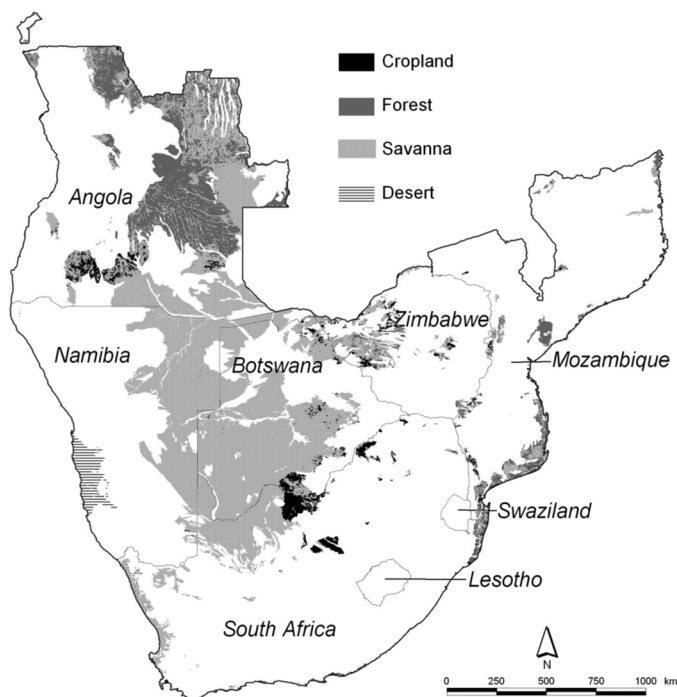 Cropland
Forest
Savanna
Desert
Angola
Zimbabwe
Namibia
Botswana
Mozambique
Swaziland
Lesotho
South Africa
N
0 250 500 750 1000 km